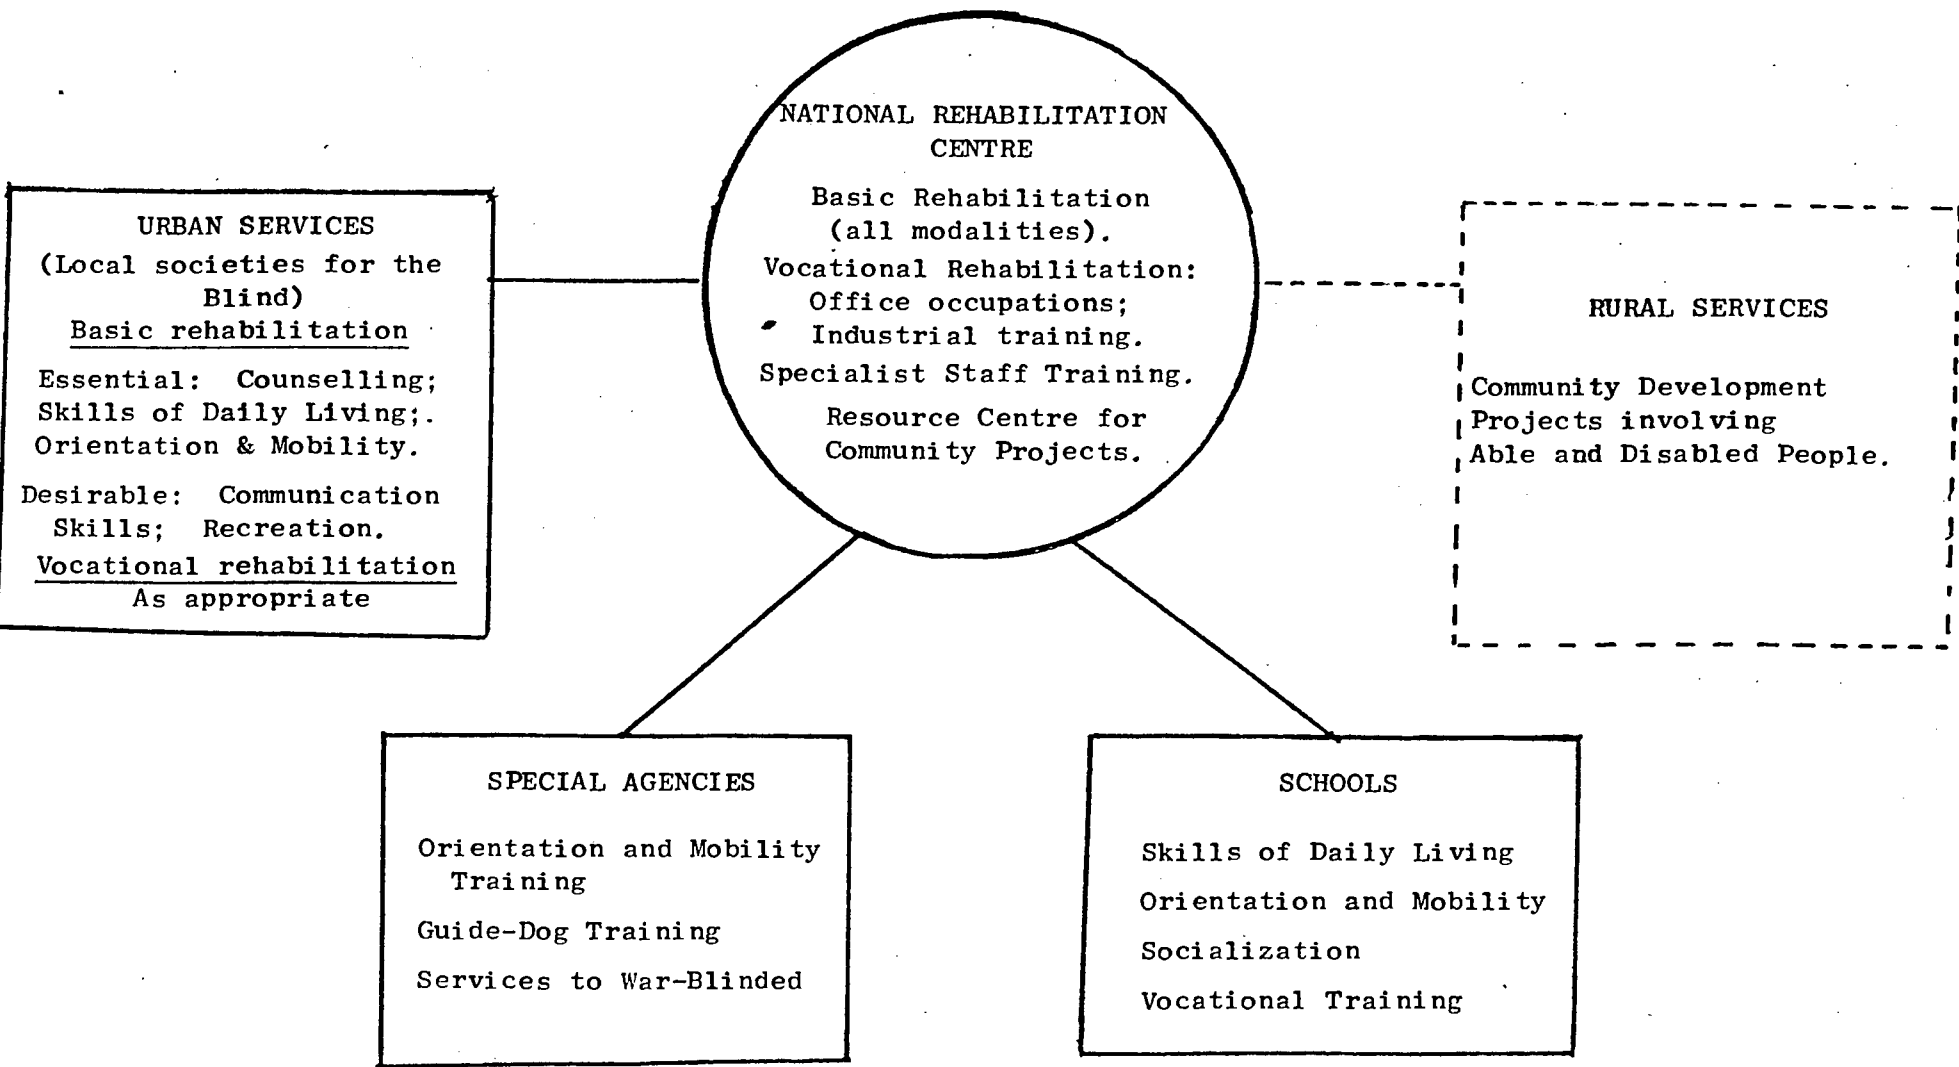 NATIONAL REHABILITATION
CENTRE
Basic Rehabilitation
(all modalities).
Vocational Rehabilitation:
Office occupations;
Industrial training.
Specialist Staff Training.
Resource Centre for
Community Projects.
URBAN SERVICES
(Local societies for the
Blind)
Basic rehabilitation
Essential: Counselling;
Skills of Daily Living;.
Orientation & Mobility.
Desirable: Communication
Skills; Recreation.
Vocational rehabilitation
As appropriate
RURAL SERVICES
Community Development
Projects involving
Able and Disabled People.
SPECIAL AGENCIES
Orientation and Mobility
Training
Guide-Dog Training
Services to War-Blinded
SCHOOLS
Skills of Daily Living
Orientation and Mobility
Socialization
Vocational Training